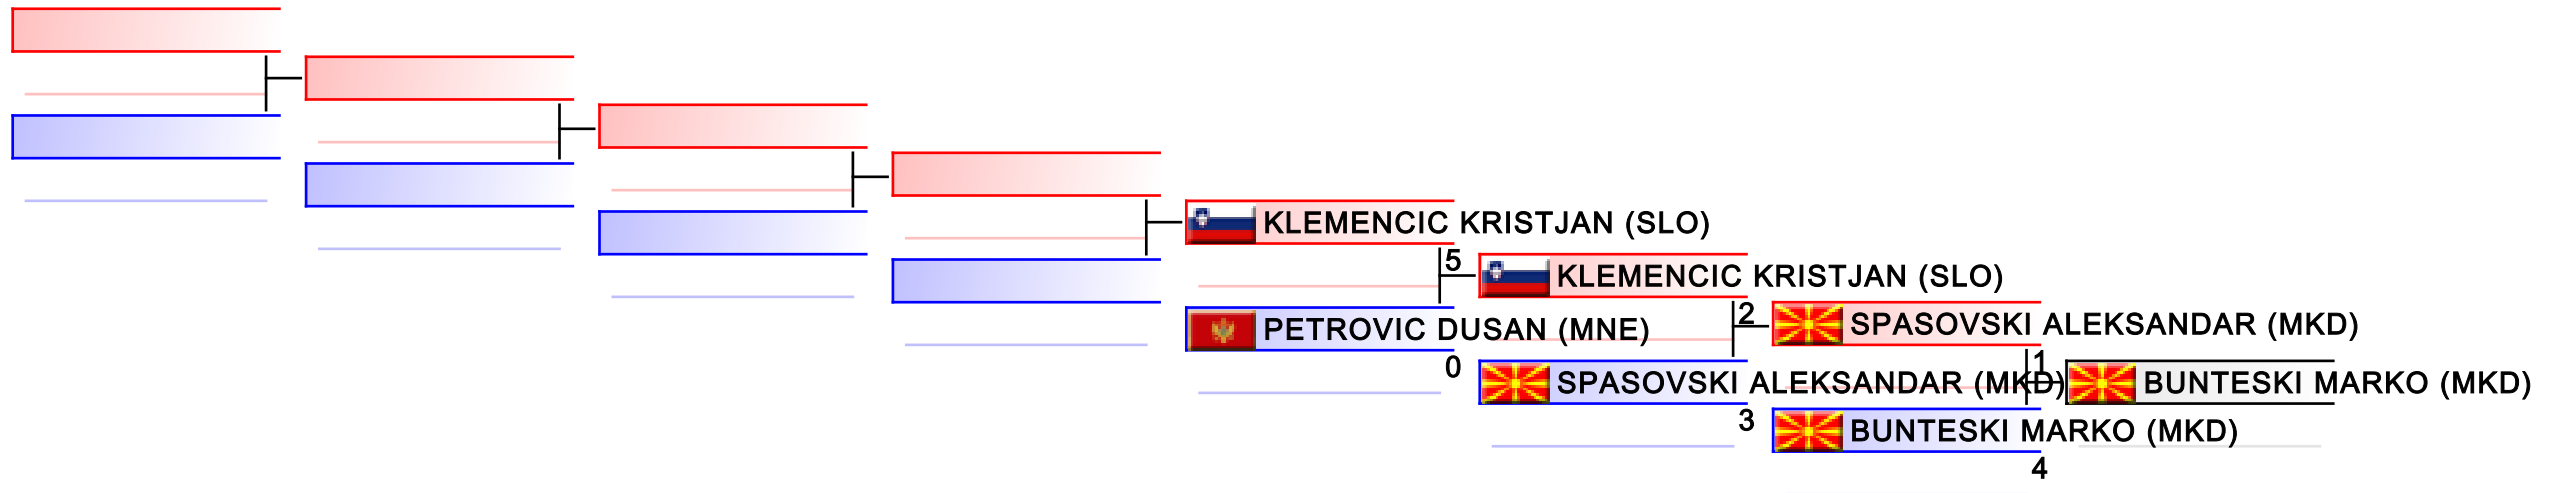 KLEMENCIC KRISTJAN (SLO)
5
KLEMENCIC KRISTJAN (SLO)
PETROVIC DUSAN (MNE)
0
2
SPASOVSKI ALEKSANDAR (MKD)
SPASOVSKI ALEKSANDAR (MKD)
3
1
BUNTESKI MARKO (MKD)
BUNTESKI MARKO (MKD)
4